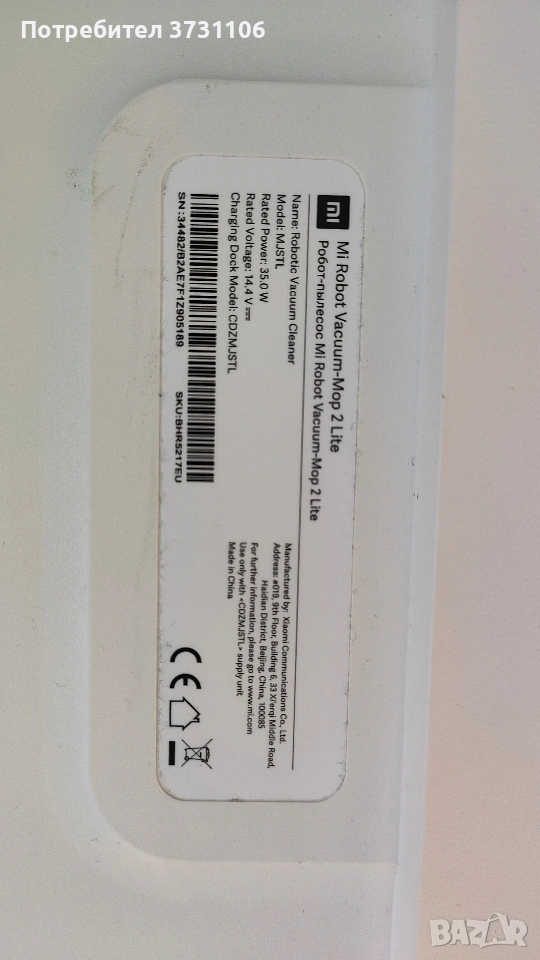 Потребител 3731106
mi
Mi Robot Vacuum-Mop 2 Lite
Робот-пылесос Mi Robot Vacuum-Mop 2 Lite
Name: Robotic Vacuum Cleaner
Model: MJSTL
Rated Power: 35.0 W
Rated Voltage: 14.4 V
Charging Dock Model: CDZMJSTL
SN:34482/B2AE7F1Z905189
SKU:BHR5217EU
Manufactured by: Xiaomi Communications Co., Ltd.
Address: #019, 9th Floor, Building 6, 33 Xi'erqi Middle Road,
Haidian District, Beijing, China, 100085
For further information, please go to www.mi.com
Use only with <CDZMJSTL> supply unit
Made in China
CE
BAZAR